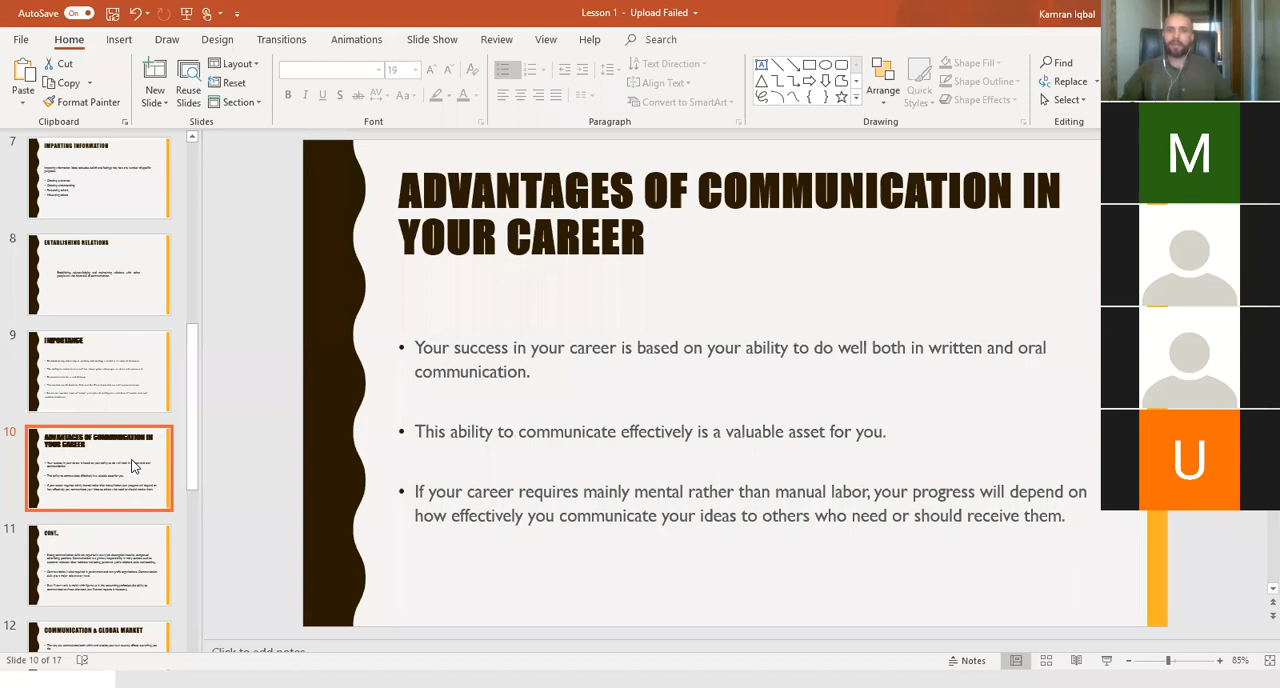 AutoSave On
Lesson 1 - Upload Failed
Kamran Iqbal
File Home Insert Draw Design Transitions Animations Slide Show Review View Help Search
Paste
Cut
Copy
Format Painter
Clipboard
New Slide
Reuse Slides
Layout
Reset
Section
Slides
19
Font
Text Direction
Align Text
Convert to SmartArt
Paragraph
Arrange
Quick Styles
Shape Fill
Shape Outline
Shape Effects
Drawing
Find
Replace
Select
Editing
7
IMPARTING INFORMATION
8
ESTABLISHING RELATIONS
9
IMPORTANCE
10
ADVANTAGES OF COMMUNICATION IN
YOUR CAREER
11
CONT..
12
COMMUNICATION & GLOBAL MARKET
ADVANTAGES OF COMMUNICATION IN
YOUR CAREER
• Your success in your career is based on your ability to do well both in written and oral
communication.
• This ability to communicate effectively is a valuable asset for you.
• If your career requires mainly mental rather than manual labor, your progress will depend on
how effectively you communicate your ideas to others who need or should receive them.
M
U
Click to add notes
Slide 10 of 17
Notes
85%